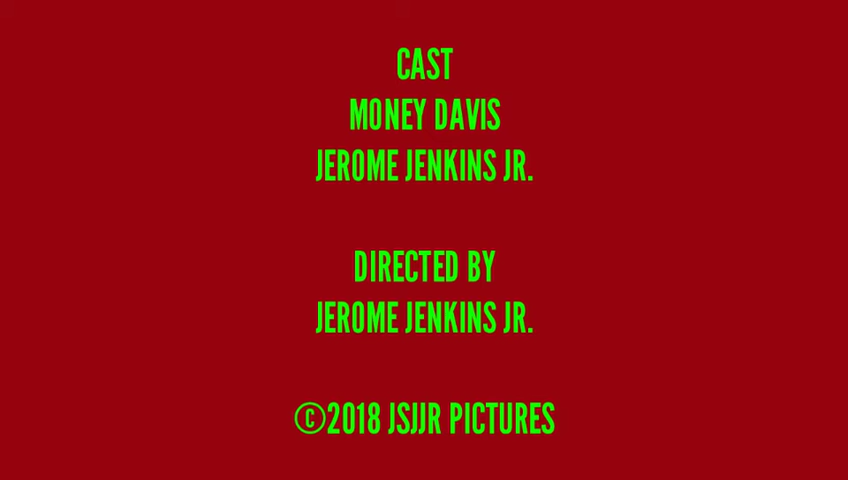 CAST
MONEY DAVIS
JEROME JENKINS JR.
DIRECTED BY
JEROME JENKINS JR.
©2018 JSJJR PICTURES